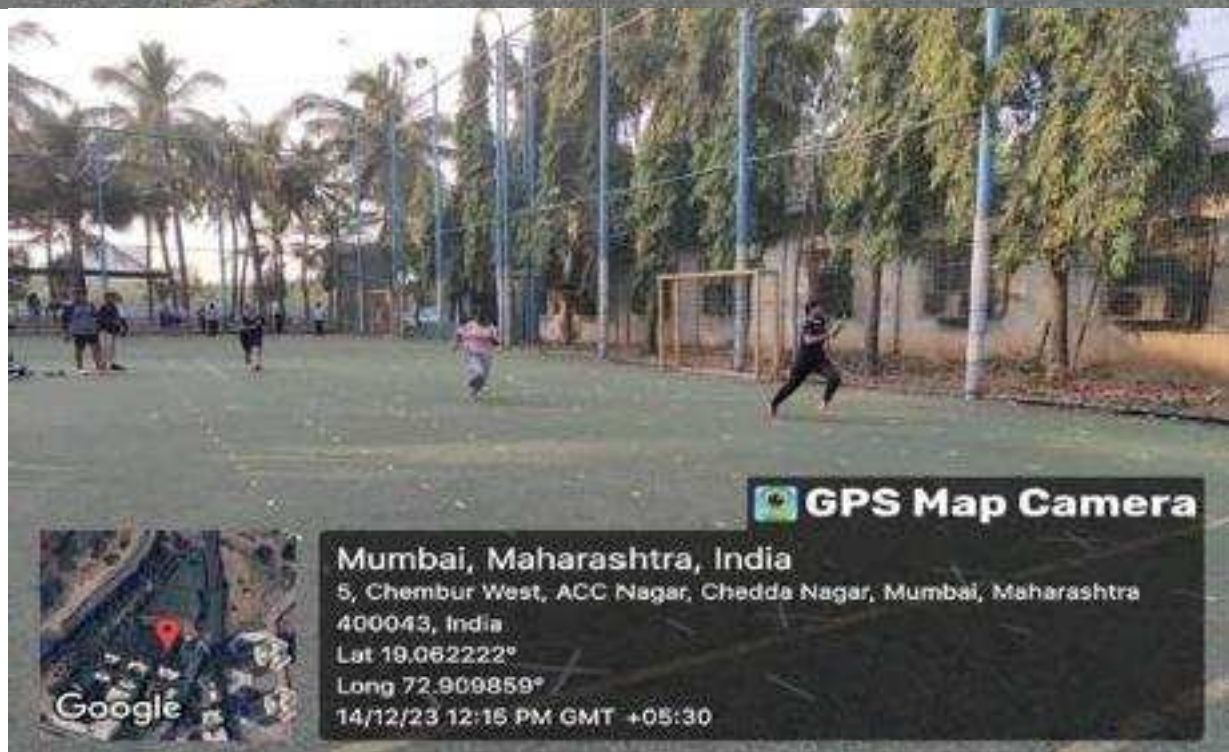 GPS Map Camera
Mumbai, Maharashtra, India
5, Chembur West, ACC Nagar, Chedda Nagar, Mumbai, Maharashtra
400043, India
Lat 19.062222°
Long 72.909859°
14/12/23 12:15 PM GMT +05:30
Google